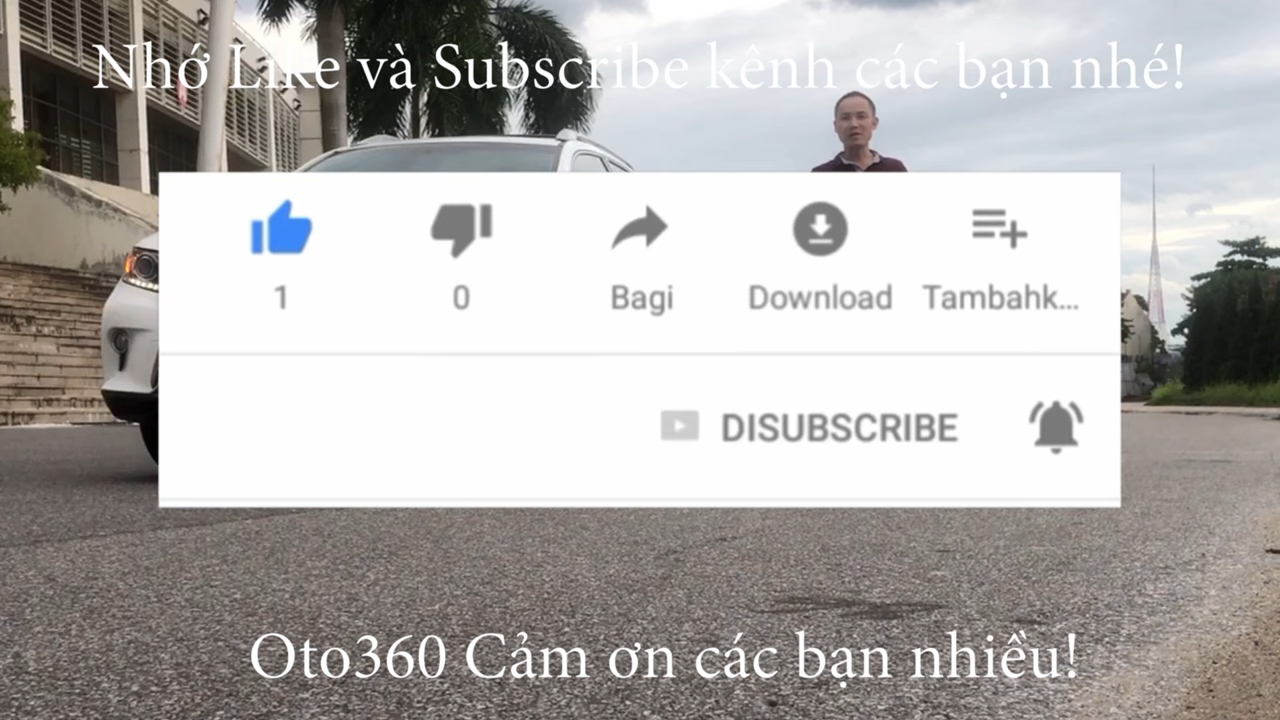 Nhớ Like và Subscribe kênh các bạn nhé!
1 0 Bagi Download Tambahk...
DISUBSCRIBE
Oto360 Cảm ơn các bạn nhiều!